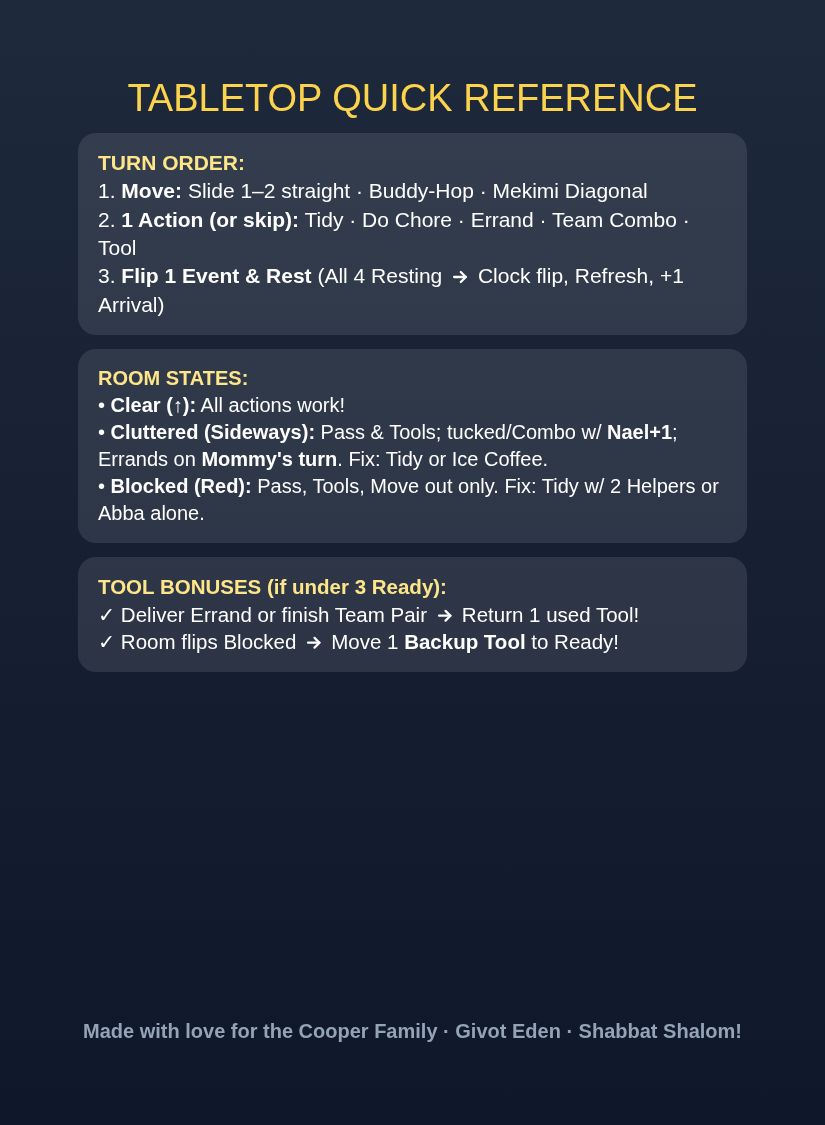 TABLETOP QUICK REFERENCE
TURN ORDER:
1. Move: Slide 1–2 straight · Buddy-Hop · Mekimi Diagonal
2. 1 Action (or skip): Tidy · Do Chore · Errand · Team Combo ·
Tool
3. Flip 1 Event & Rest (All 4 Resting → Clock flip, Refresh, +1
Arrival)
ROOM STATES:
• Clear (↑): All actions work!
• Cluttered (Sideways): Pass & Tools; tucked/Combo w/ Nael+1;
Errands on Mommy's turn. Fix: Tidy or Ice Coffee.
• Blocked (Red): Pass, Tools, Move out only. Fix: Tidy w/ 2 Helpers or
Abba alone.
TOOL BONUSES (if under 3 Ready):
✓ Deliver Errand or finish Team Pair → Return 1 used Tool!
✓ Room flips Blocked → Move 1 Backup Tool to Ready!
Made with love for the Cooper Family · Givot Eden · Shabbat Shalom!